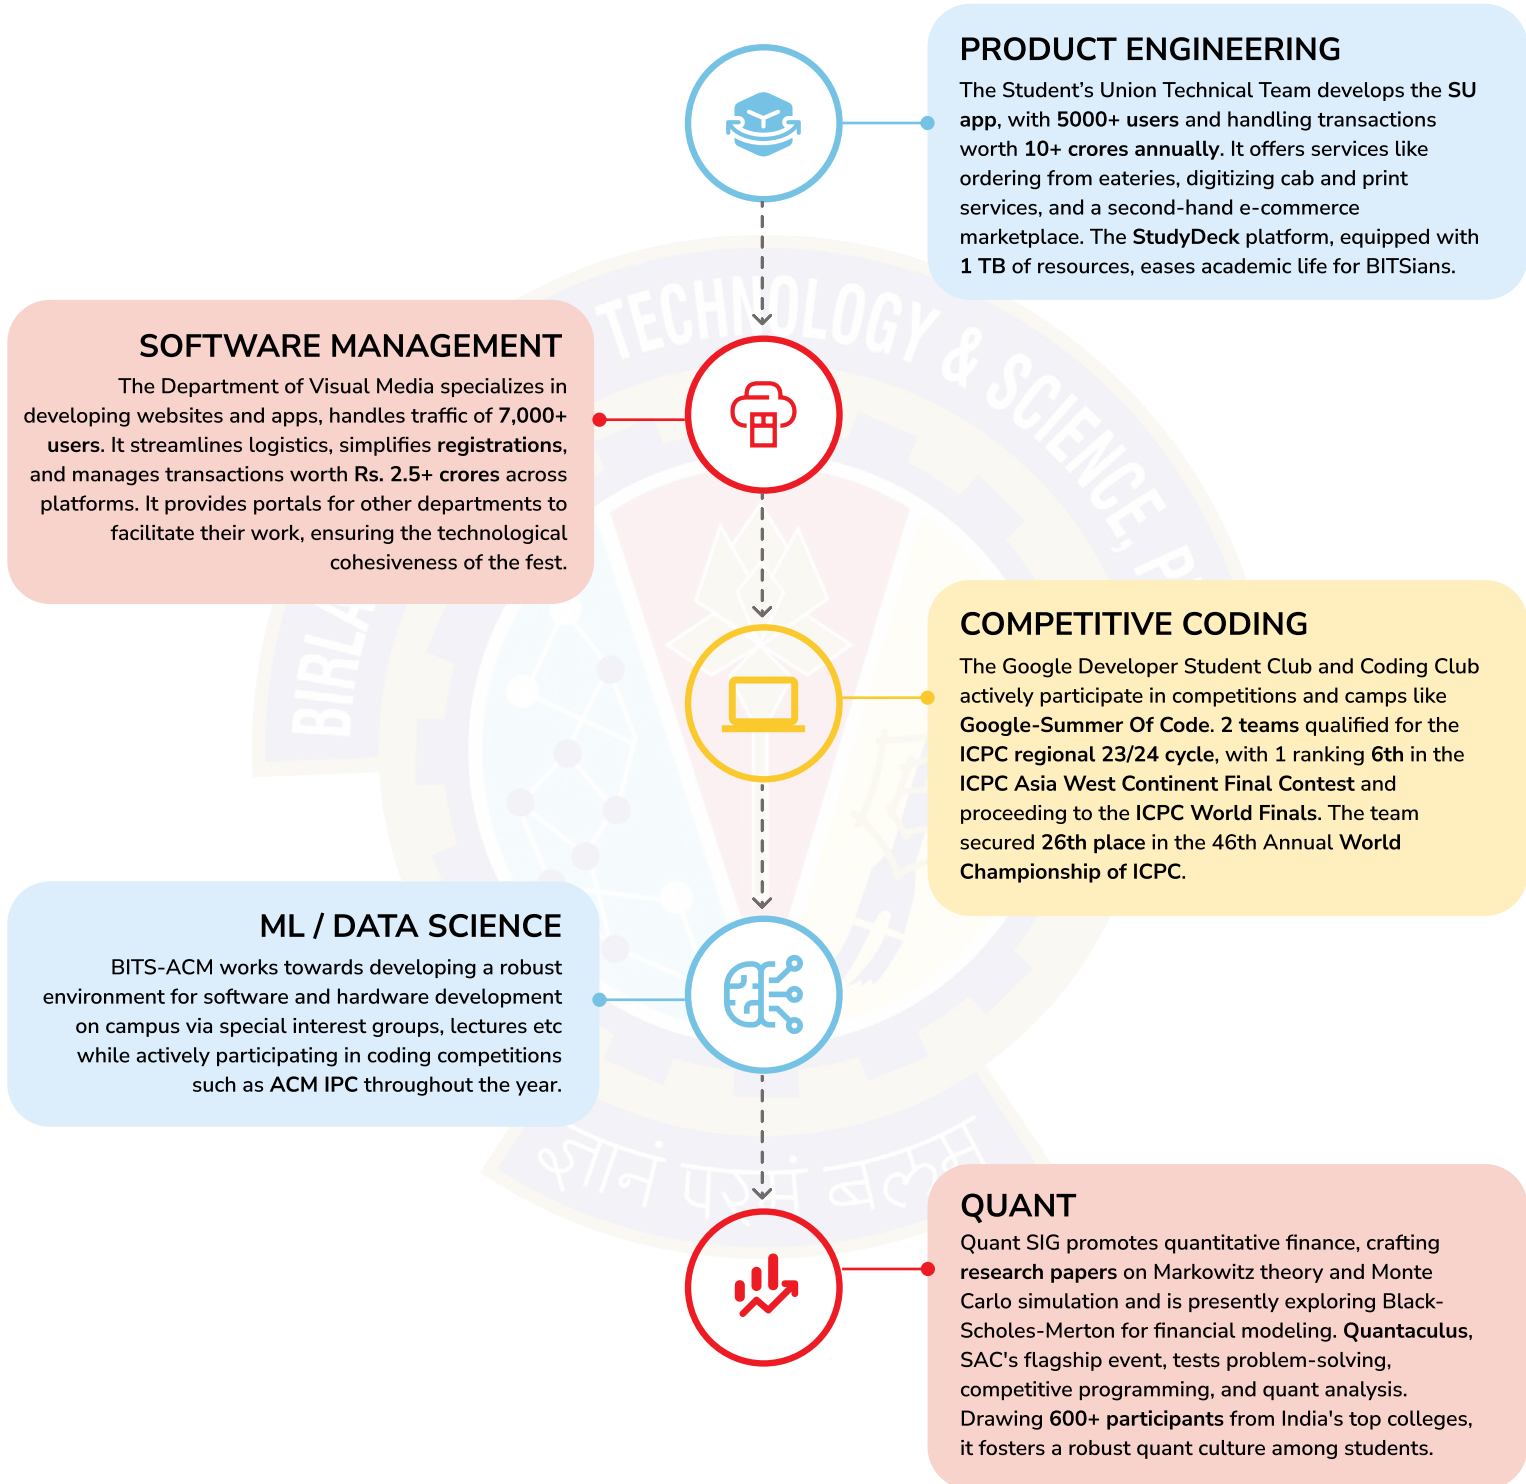 PRODUCT ENGINEERING
The Student’s Union Technical Team develops the SU
app, with 5000+ users and handling transactions
worth 10+ crores annually. It offers services like
ordering from eateries, digitizing cab and print
services, and a second-hand e-commerce
marketplace. The StudyDeck platform, equipped with
1 TB of resources, eases academic life for BITSians.
SOFTWARE MANAGEMENT
The Department of Visual Media specializes in
developing websites and apps, handles traffic of 7,000+
users. It streamlines logistics, simplifies registrations,
and manages transactions worth Rs. 2.5+ crores across
platforms. It provides portals for other departments to
facilitate their work, ensuring the technological
cohesiveness of the fest.
COMPETITIVE CODING
The Google Developer Student Club and Coding Club
actively participate in competitions and camps like
Google-Summer Of Code. 2 teams qualified for the
ICPC regional 23/24 cycle, with 1 ranking 6th in the
ICPC Asia West Continent Final Contest and
proceeding to the ICPC World Finals. The team
secured 26th place in the 46th Annual World
Championship of ICPC.
ML / DATA SCIENCE
BITS-ACM works towards developing a robust
environment for software and hardware development
on campus via special interest groups, lectures etc
while actively participating in coding competitions
such as ACM IPC throughout the year.
QUANT
Quant SIG promotes quantitative finance, crafting
research papers on Markowitz theory and Monte
Carlo simulation and is presently exploring Black-
Scholes-Merton for financial modeling. Quantaculus,
SAC's flagship event, tests problem-solving,
competitive programming, and quant analysis.
Drawing 600+ participants from India's top colleges,
it fosters a robust quant culture among students.
BIRLA TECHNOLOGY & SCIENCE,
ज्ञानं परमं बलम